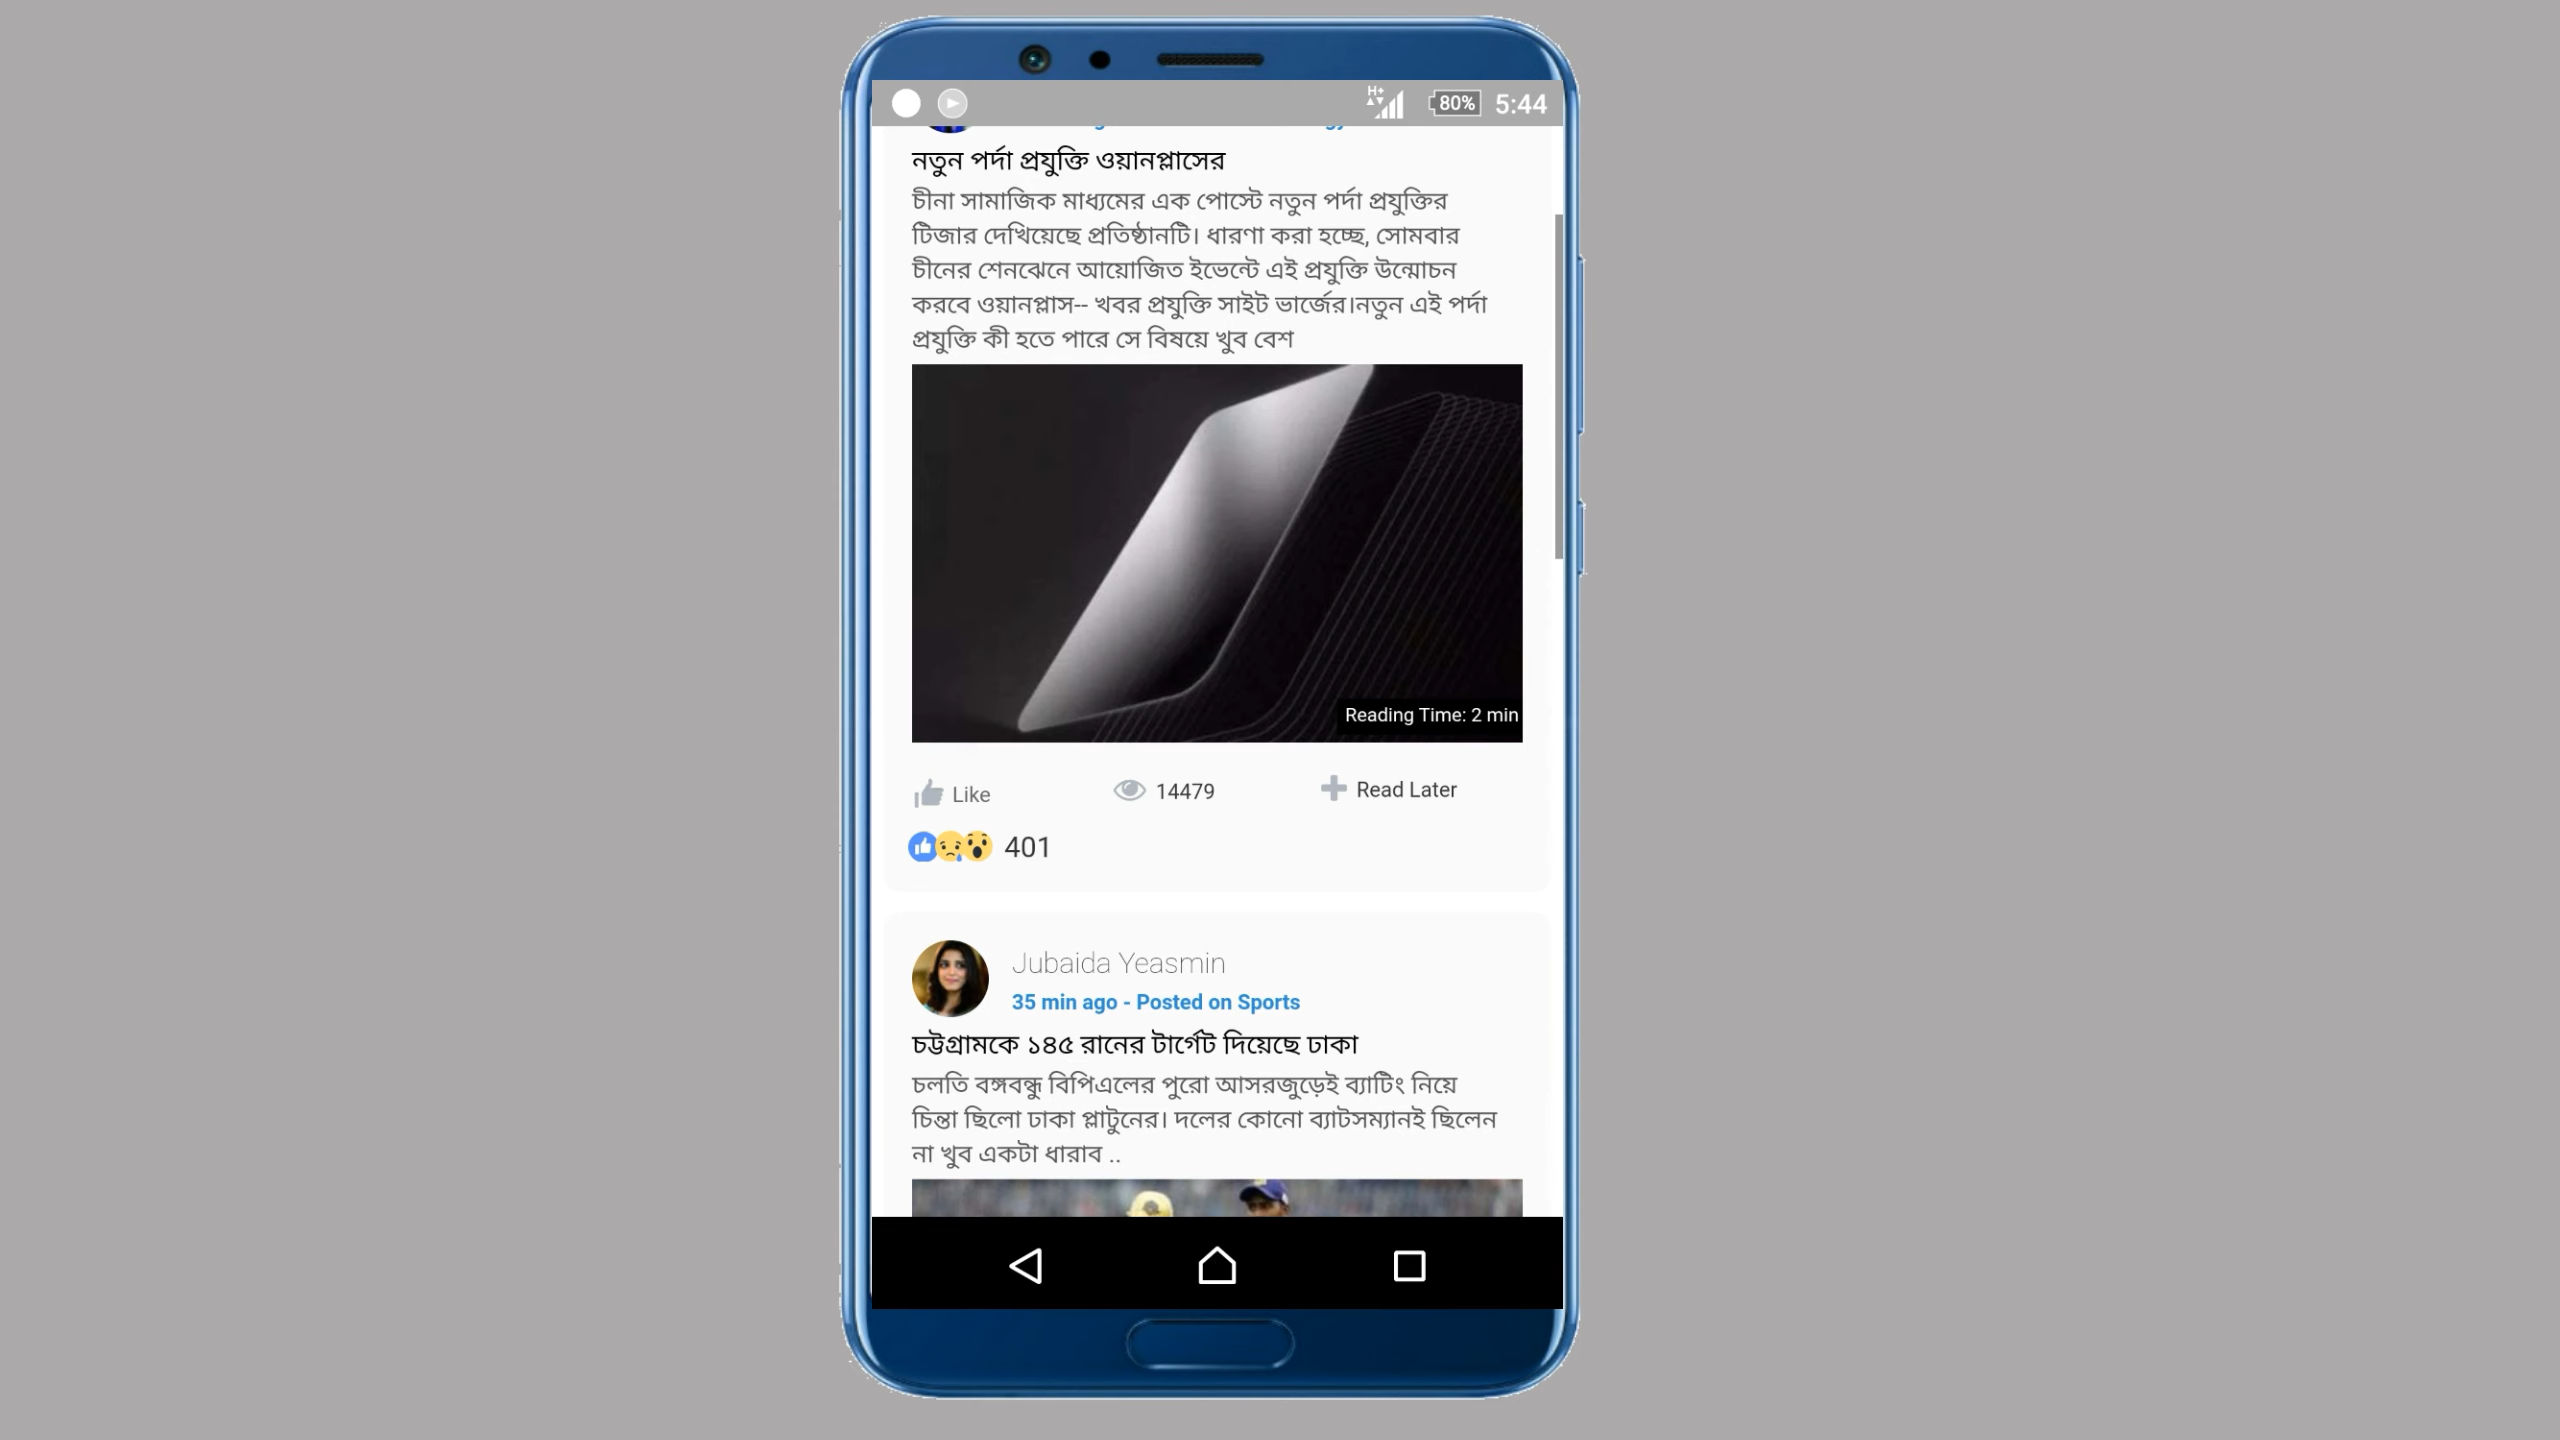 H+
80%
5:44
নতুন পর্দা প্রযুক্তি ওয়ানপ্লাসের
চীনা সামাজিক মাধ্যমের এক পোস্টে নতুন পর্দা প্রযুক্তির
টিজার দেখিয়েছে প্রতিষ্ঠানটি। ধারণা করা হচ্ছে, সোমবার
চীনের শেনঝেনে আয়োজিত ইভেন্টে এই প্রযুক্তি উন্মোচন
করবে ওয়ানপ্লাস-- খবর প্রযুক্তি সাইট ভার্জের।নতুন এই পর্দা
প্রযুক্তি কী হতে পারে সে বিষয়ে খুব বেশ
Reading Time: 2 min
Like
14479
Read Later
401
Jubaida Yeasmin
35 min ago - Posted on Sports
চট্টগ্রামকে ১৪৫ রানের টার্গেট দিয়েছে ঢাকা
চলতি বঙ্গবন্ধু বিপিএলের পুরো আসরজুড়েই ব্যাটিং নিয়ে
চিন্তা ছিলো ঢাকা প্লাটুনের। দলের কোনো ব্যাটসম্যানই ছিলেন
না খুব একটা ধারাব ..